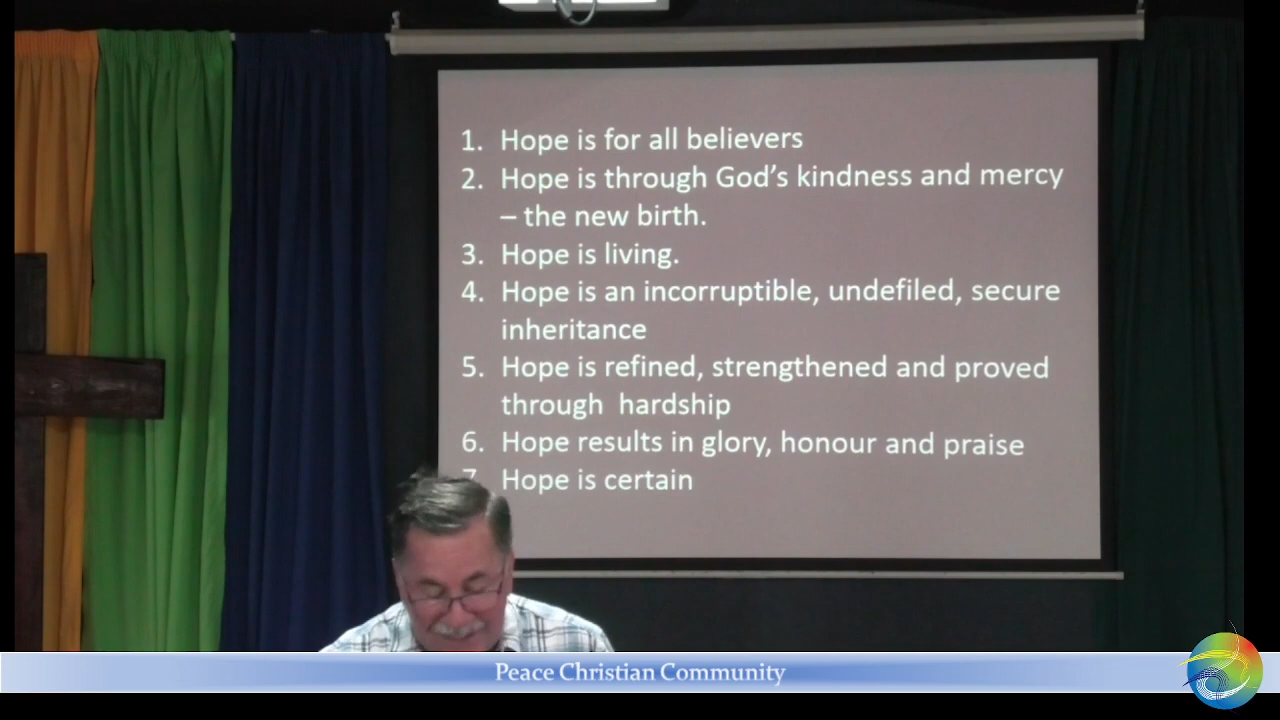 1. Hope is for all believers
2. Hope is through God's kindness and mercy
– the new birth.
3. Hope is living.
4. Hope is an incorruptible, undefiled, secure
inheritance
5. Hope is refined, strengthened and proved
through hardship
6. Hope results in glory, honour and praise
7. Hope is certain
Peace Christian Community